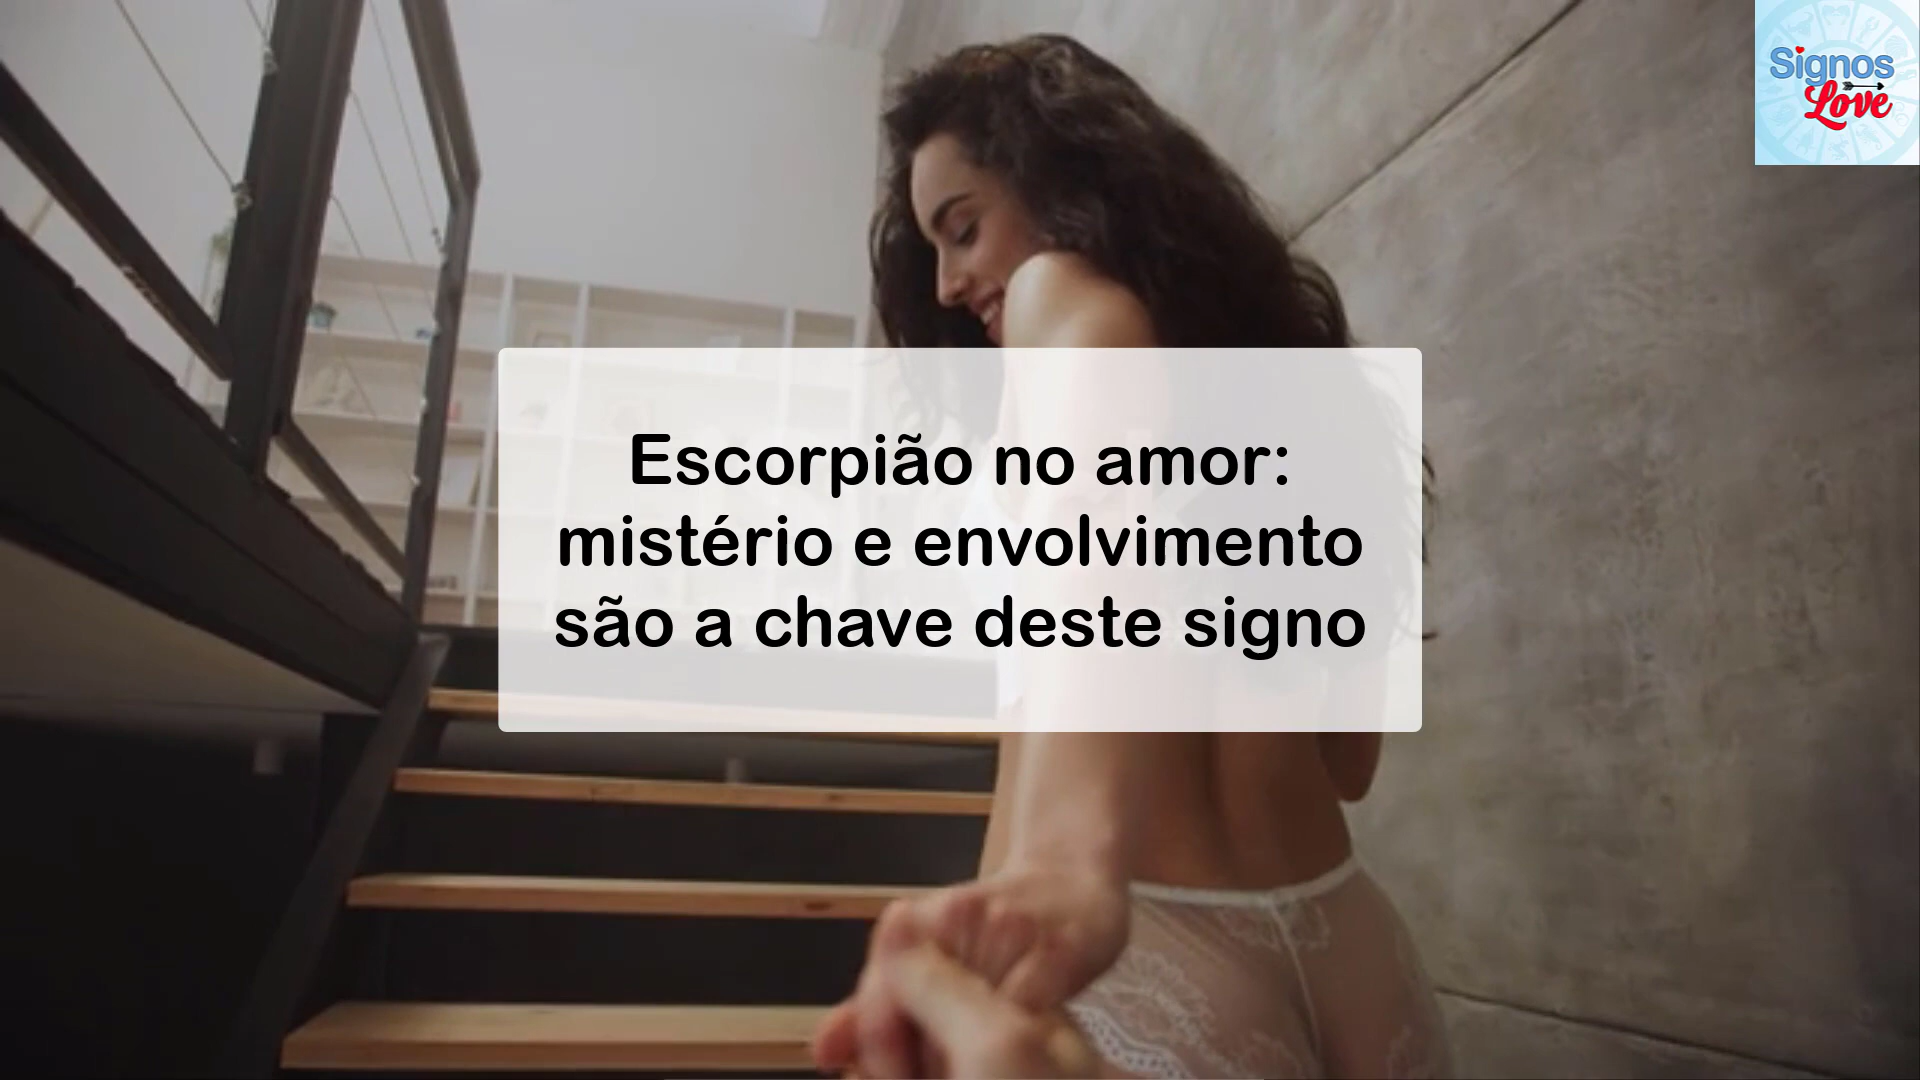 Signos
Love
Escorpião no amor:
mistério e envolvimento
são a chave deste signo